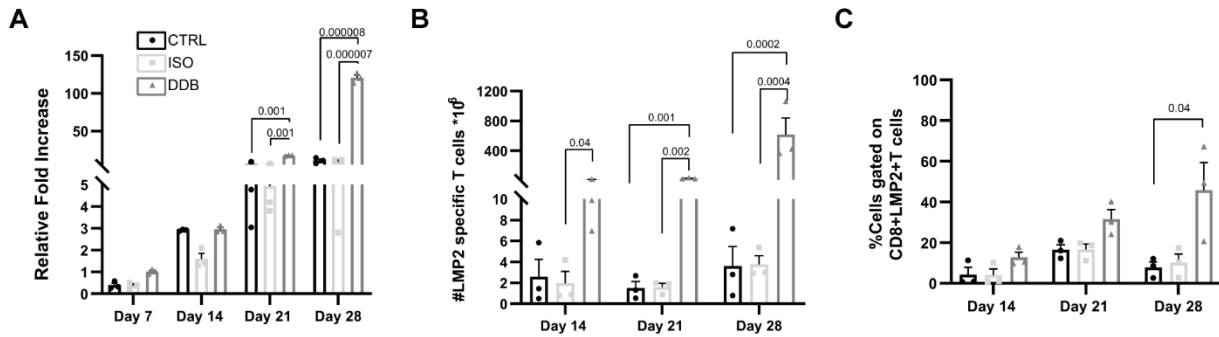 A
CTRL
ISO
DDB
Relative Fold Increase
150
125
100
75
50
25
5
4
3
2
1
0
0.001
0.001
0.000008
0.000007
Day 7 Day 14 Day 21 Day 28
B
#LMP2 specific T cells *10⁶
1200
800
400
10
8
6
4
2
0
0.04
0.001
0.002
0.0002
0.0004
Day 14 Day 21 Day 28
C
%Cells gated on
CD8+LMP2+T cells
100
80
60
40
20
0
0.04
Day 14 Day 21 Day 28